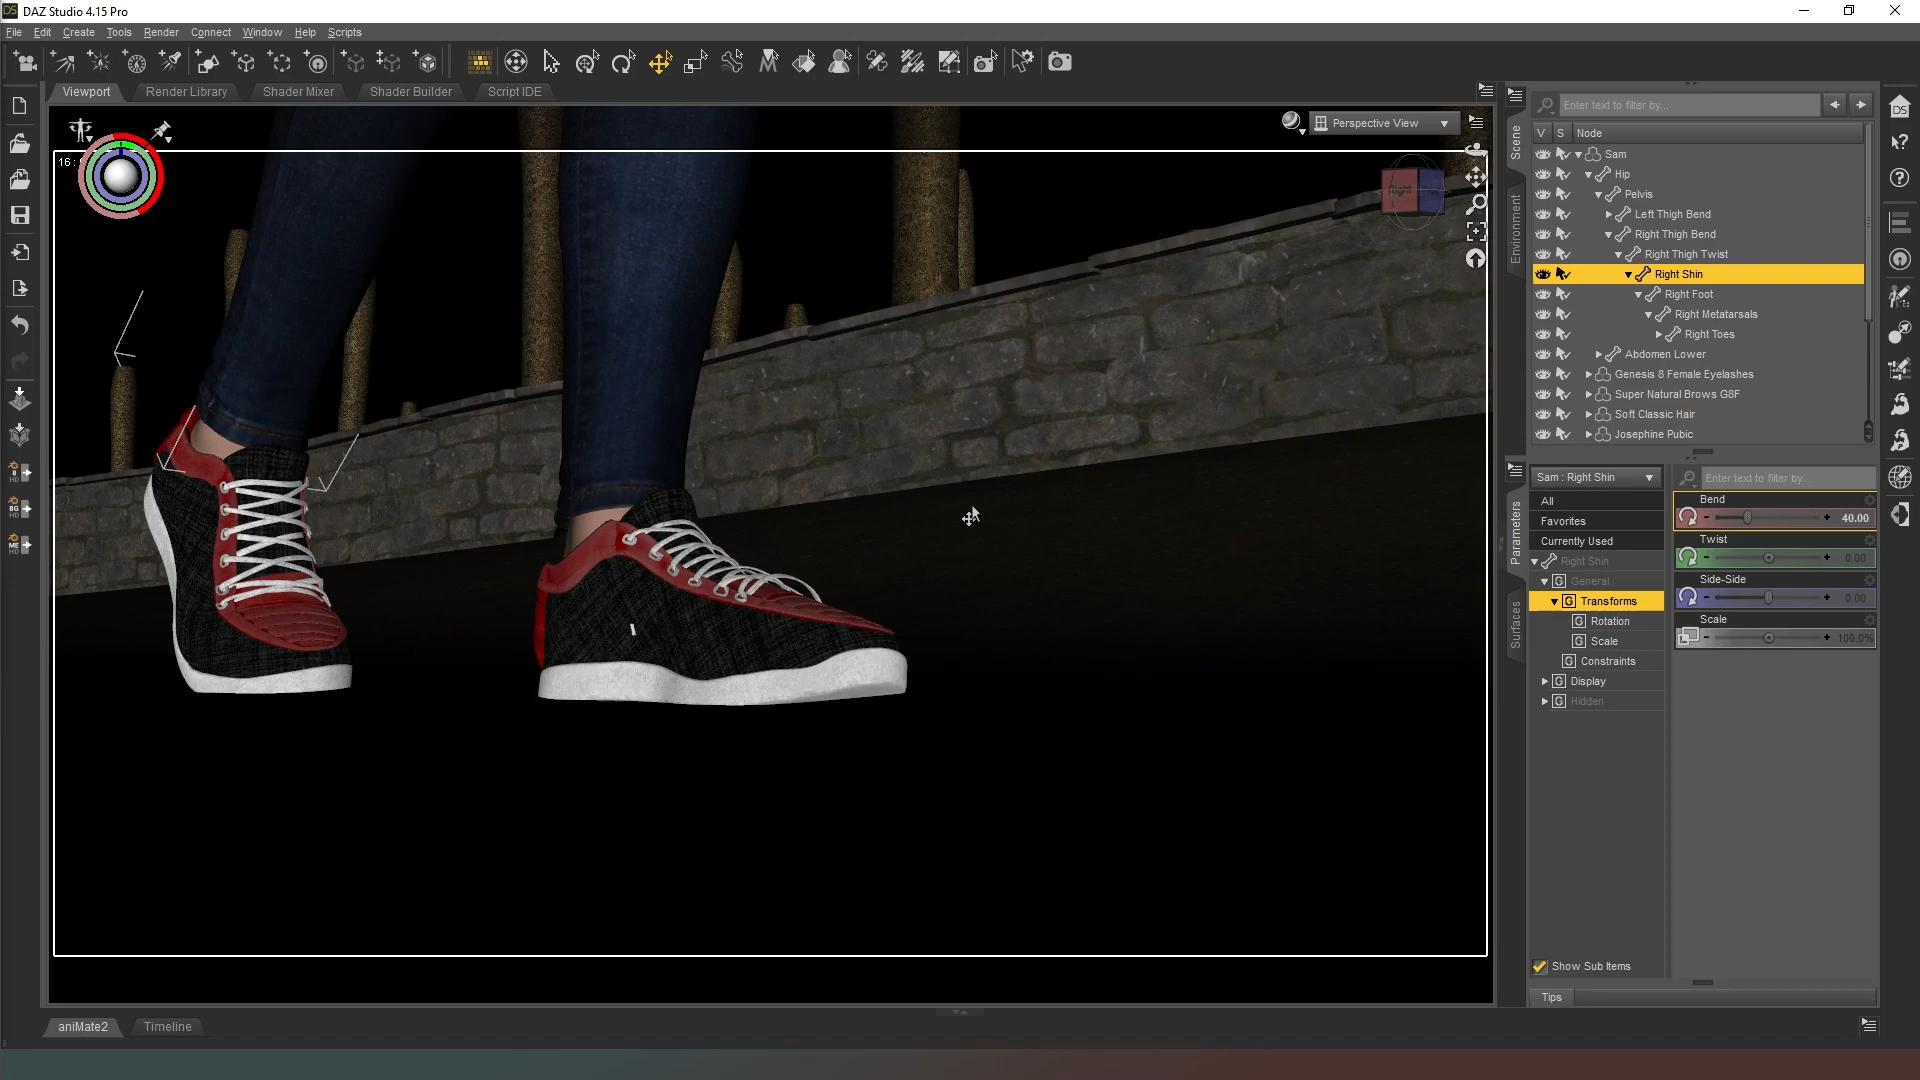 DAZ Studio 4.15 Pro
File Edit Create Tools Render Connect Window Help Scripts
Viewport Render Library Shader Mixer Shader Builder Script IDE
Perspective View
16 :
Right
Enter text to filter by...
V S Node
Sam
Hip
Pelvis
Left Thigh Bend
Right Thigh Bend
Right Thigh Twist
Right Shin
Right Foot
Right Metatarsals
Right Toes
Abdomen Lower
Genesis 8 Female Eyelashes
Super Natural Brows G8F
Soft Classic Hair
Josephine Pubic
Scene
Environment
Sam : Right Shin
Enter text to filter by...
All
Favorites
Currently Used
Right Shin
General
Transforms
Rotation
Scale
Constraints
Display
Hidden
Bend
40.00
Twist
0.00
Side-Side
0.00
Scale
100.0%
Parameters
Surfaces
Show Sub Items
Tips
aniMate2 Timeline